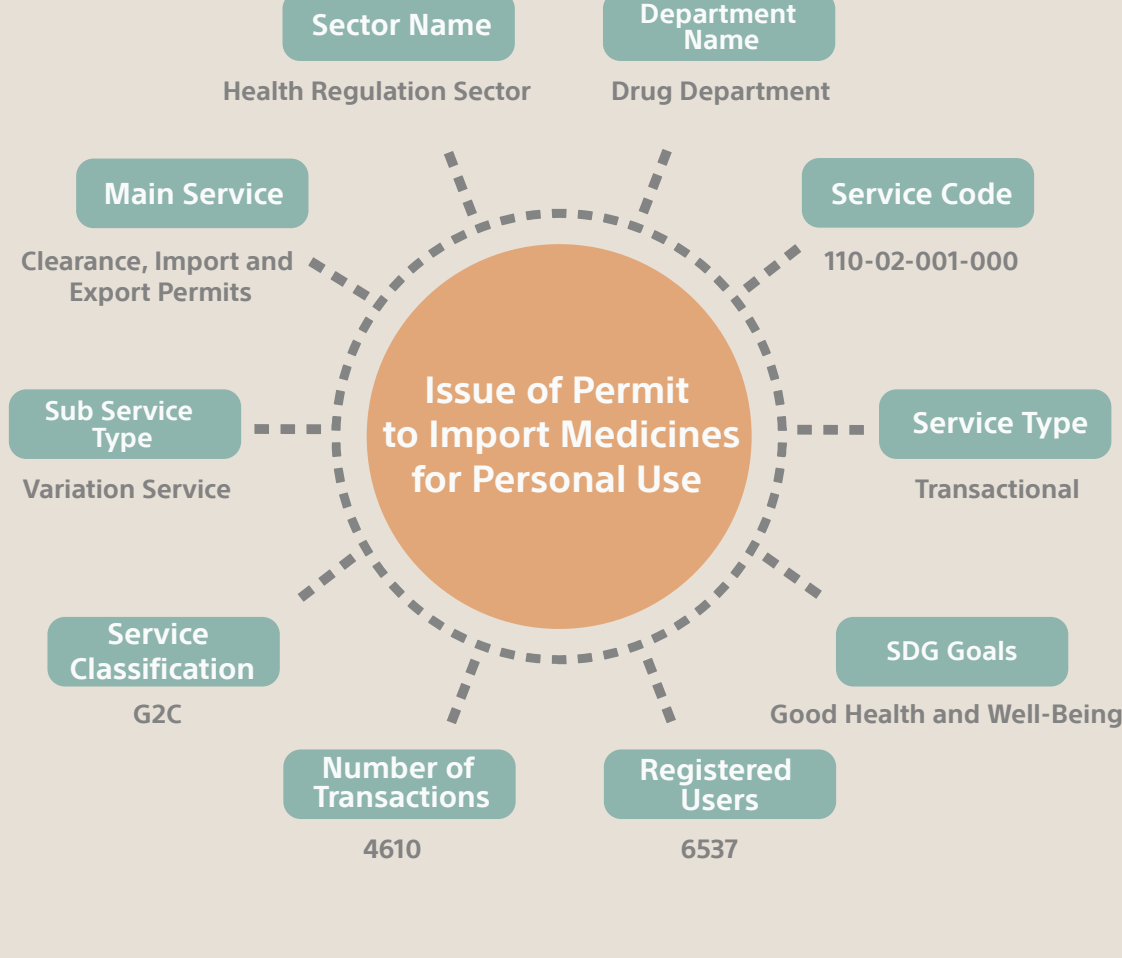 Sector Name
Health Regulation Sector
Department
Name
Drug Department
Main Service
Clearance, Import and
Export Permits
Service Code
110-02-001-000
Issue of Permit
to Import Medicines
for Personal Use
Sub Service
Type
Variation Service
Service Type
Transactional
Service
Classification
G2C
SDG Goals
Good Health and Well-Being
Number of
Transactions
4610
Registered
Users
6537